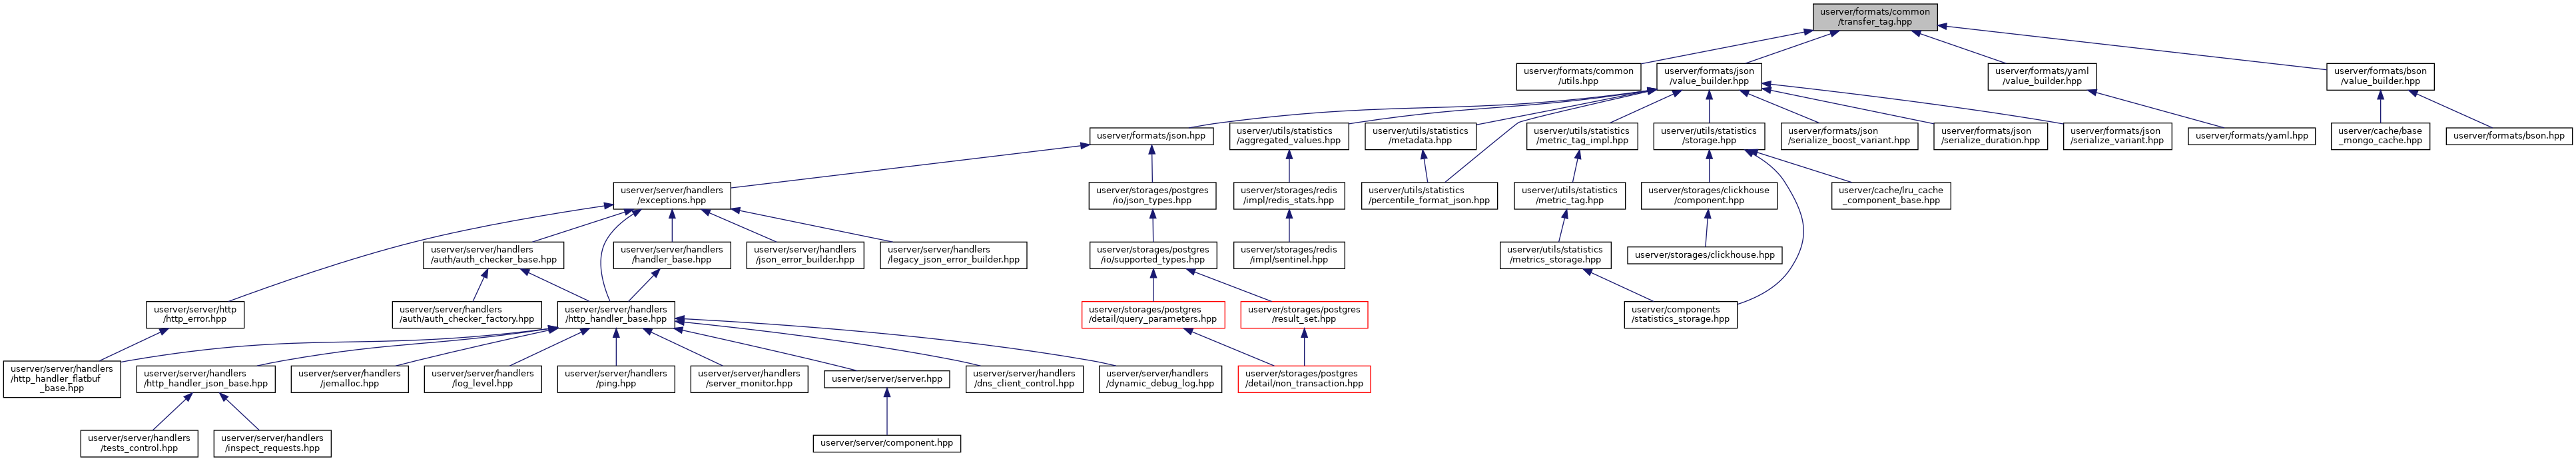 userver/formats/common
/transfer_tag.hpp
userver/formats/common
/utils.hpp
userver/formats/json
/value_builder.hpp
userver/formats/yaml
/value_builder.hpp
userver/formats/bson
/value_builder.hpp
userver/formats/json.hpp
userver/utils/statistics
/aggregated_values.hpp
userver/utils/statistics
/metadata.hpp
userver/utils/statistics
/metric_tag_impl.hpp
userver/utils/statistics
/storage.hpp
userver/formats/json
/serialize_boost_variant.hpp
userver/formats/json
/serialize_duration.hpp
userver/formats/json
/serialize_variant.hpp
userver/formats/yaml.hpp
userver/cache/base
_mongo_cache.hpp
userver/formats/bson.hpp
userver/server/handlers
/exceptions.hpp
userver/storages/postgres
/io/json_types.hpp
userver/storages/redis
/impl/redis_stats.hpp
userver/utils/statistics
/percentile_format_json.hpp
userver/utils/statistics
/metric_tag.hpp
userver/storages/clickhouse
/component.hpp
userver/cache/lru_cache
_component_base.hpp
userver/server/handlers
/auth/auth_checker_base.hpp
userver/server/handlers
/handler_base.hpp
userver/server/handlers
/json_error_builder.hpp
userver/server/handlers
/legacy_json_error_builder.hpp
userver/storages/postgres
/io/supported_types.hpp
userver/storages/redis
/impl/sentinel.hpp
userver/utils/statistics
/metrics_storage.hpp
userver/storages/clickhouse.hpp
userver/server/http
/http_error.hpp
userver/server/handlers
/auth/auth_checker_factory.hpp
userver/server/handlers
/http_handler_base.hpp
userver/storages/postgres
/detail/query_parameters.hpp
userver/storages/postgres
/result_set.hpp
userver/components
/statistics_storage.hpp
userver/server/handlers
/http_handler_flatbuf
_base.hpp
userver/server/handlers
/http_handler_json_base.hpp
userver/server/handlers
/jemalloc.hpp
userver/server/handlers
/log_level.hpp
userver/server/handlers
/ping.hpp
userver/server/handlers
/server_monitor.hpp
userver/server/server.hpp
userver/server/handlers
/dns_client_control.hpp
userver/server/handlers
/dynamic_debug_log.hpp
userver/storages/postgres
/detail/non_transaction.hpp
userver/server/handlers
/tests_control.hpp
userver/server/handlers
/inspect_requests.hpp
userver/server/component.hpp